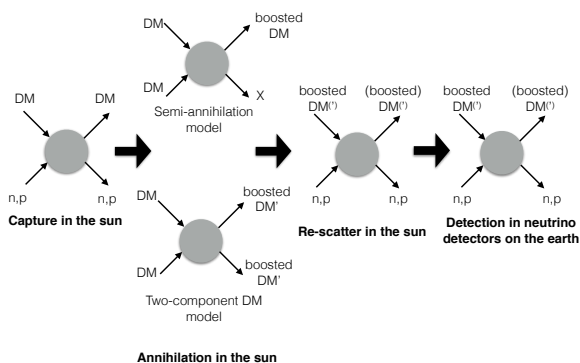 DM
DM
n,p
n,p
Capture in the sun
DM
boosted
DM
DM
X
Semi-annihilation
model
DM
boosted
DM'
DM
boosted
DM'
Two-component DM
model
Annihilation in the sun
boosted
DM(')
(boosted)
DM(')
n,p
n,p
Re-scatter in the sun
boosted
DM(')
(boosted)
DM(')
n,p
n,p
Detection in neutrino
detectors on the earth